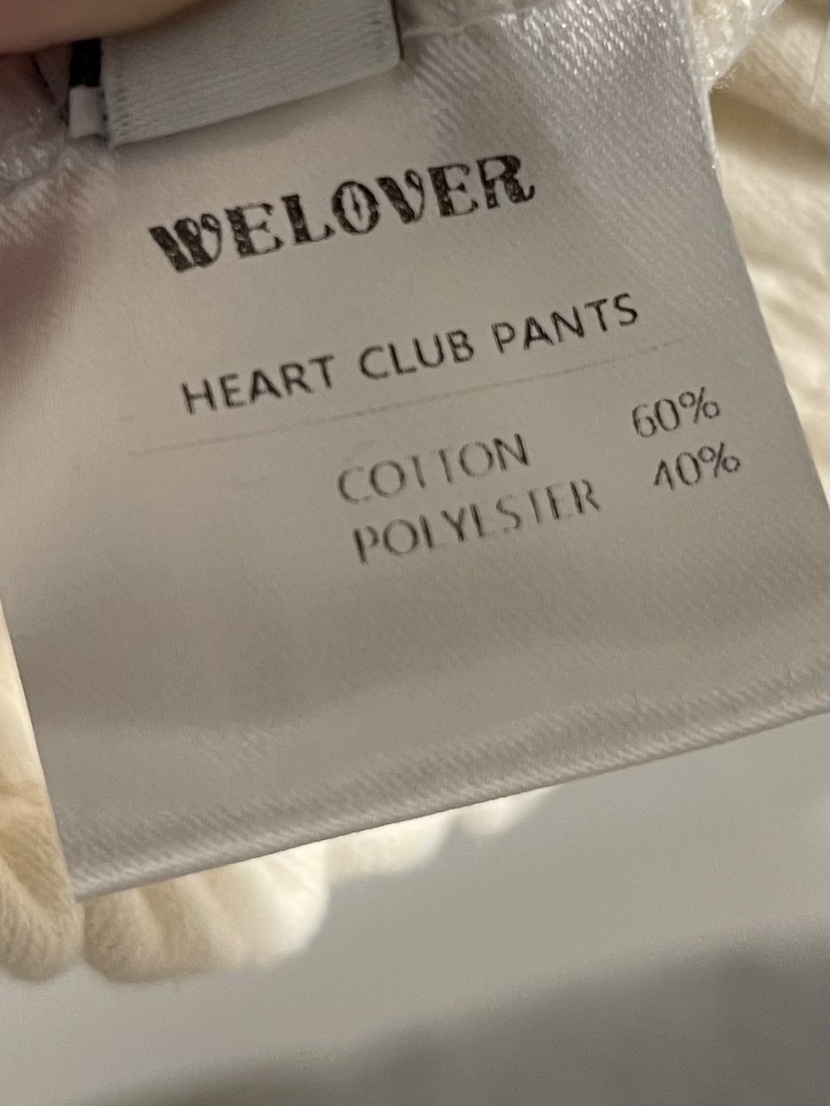 WELOVER
HEART CLUB PANTS
COTTON 60%
POLYESTER 40%